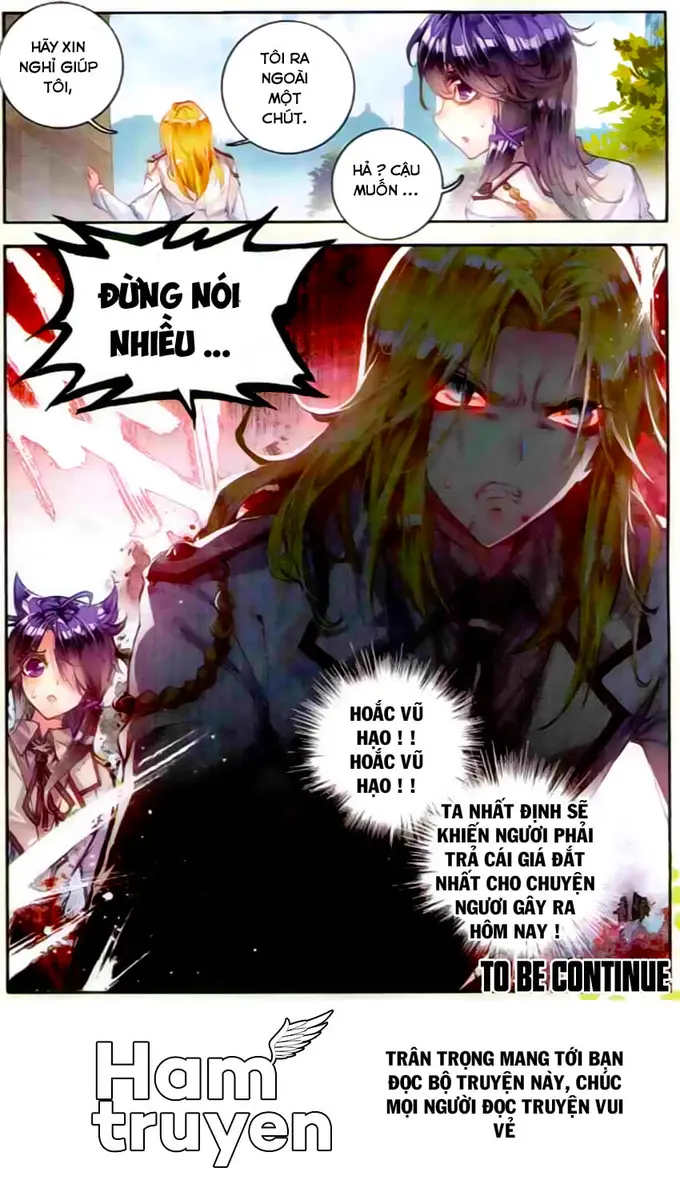 HÃY XIN
NGHỈ GIÚP
TÔI,
TÔI RA
NGOÀI
MỘT
CHÚT.
HẢ ? CẬU
MUỐN ...
ĐỪNG NÓI
NHIỀU ...
HOẮC VŨ
HẠO ! !
HOẮC VŨ
HẠO ! !
TA NHẤT ĐỊNH SẼ
KHIẾN NGƯƠI PHẢI
TRẢ CÁI GIÁ ĐẮT
NHẤT CHO CHUYỆN
NGƯƠI GÂY RA
HÔM NAY !
TO BE CONTINUE
Ham
truyen
TRÂN TRỌNG MANG TỚI BẠN
ĐỌC BỘ TRUYỆN NÀY, CHÚC
MỌI NGƯỜI ĐỌC TRUYỆN VUI
VẺ